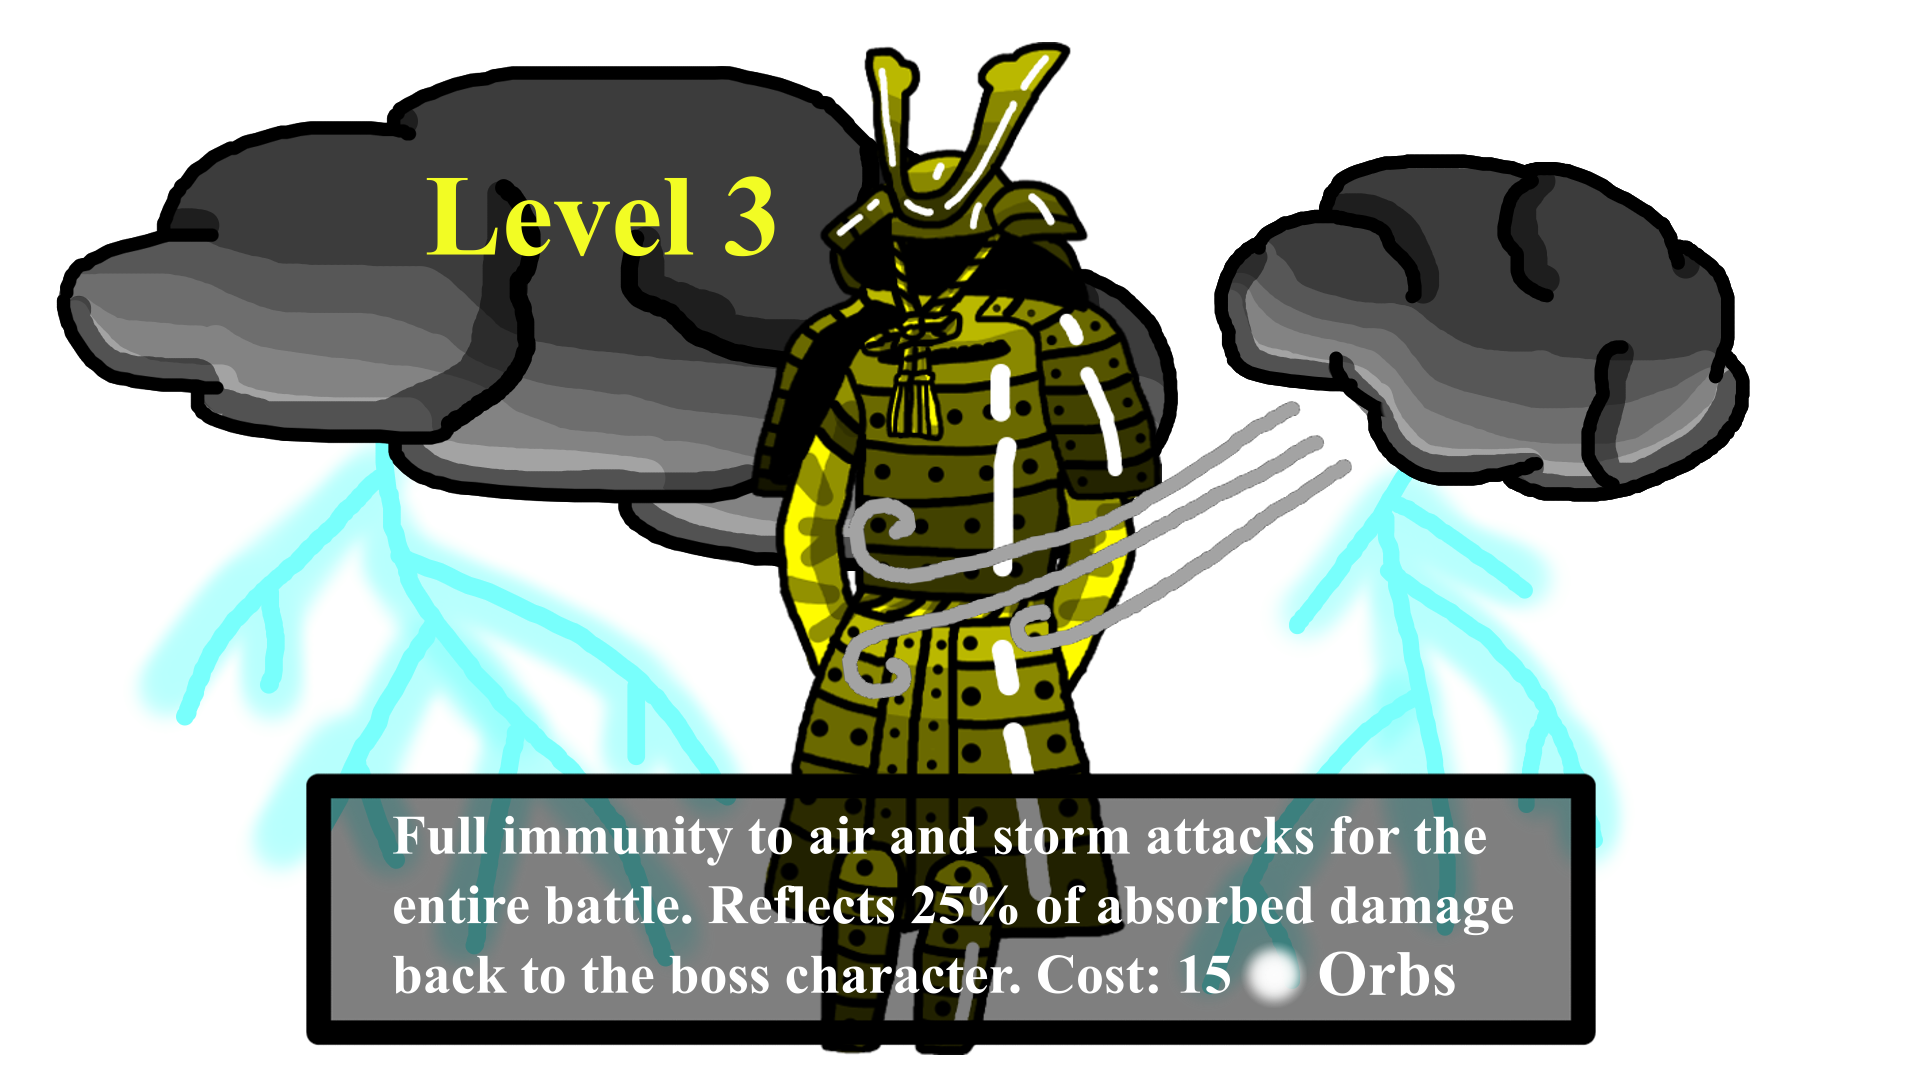 Level 3
Full immunity to air and storm attacks for the
entire battle. Reflects 25% of absorbed damage
back to the boss character. Cost: 15 Orbs